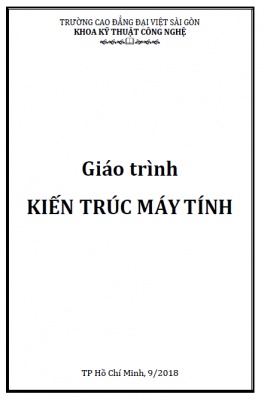 TRƯỜNG CAO ĐẲNG ĐẠI VIỆT SÀI GÒN
KHOA KỸ THUẬT CÔNG NGHỆ
Giáo trình
KIẾN TRÚC MÁY TÍNH
TP Hồ Chí Minh, 9/2018